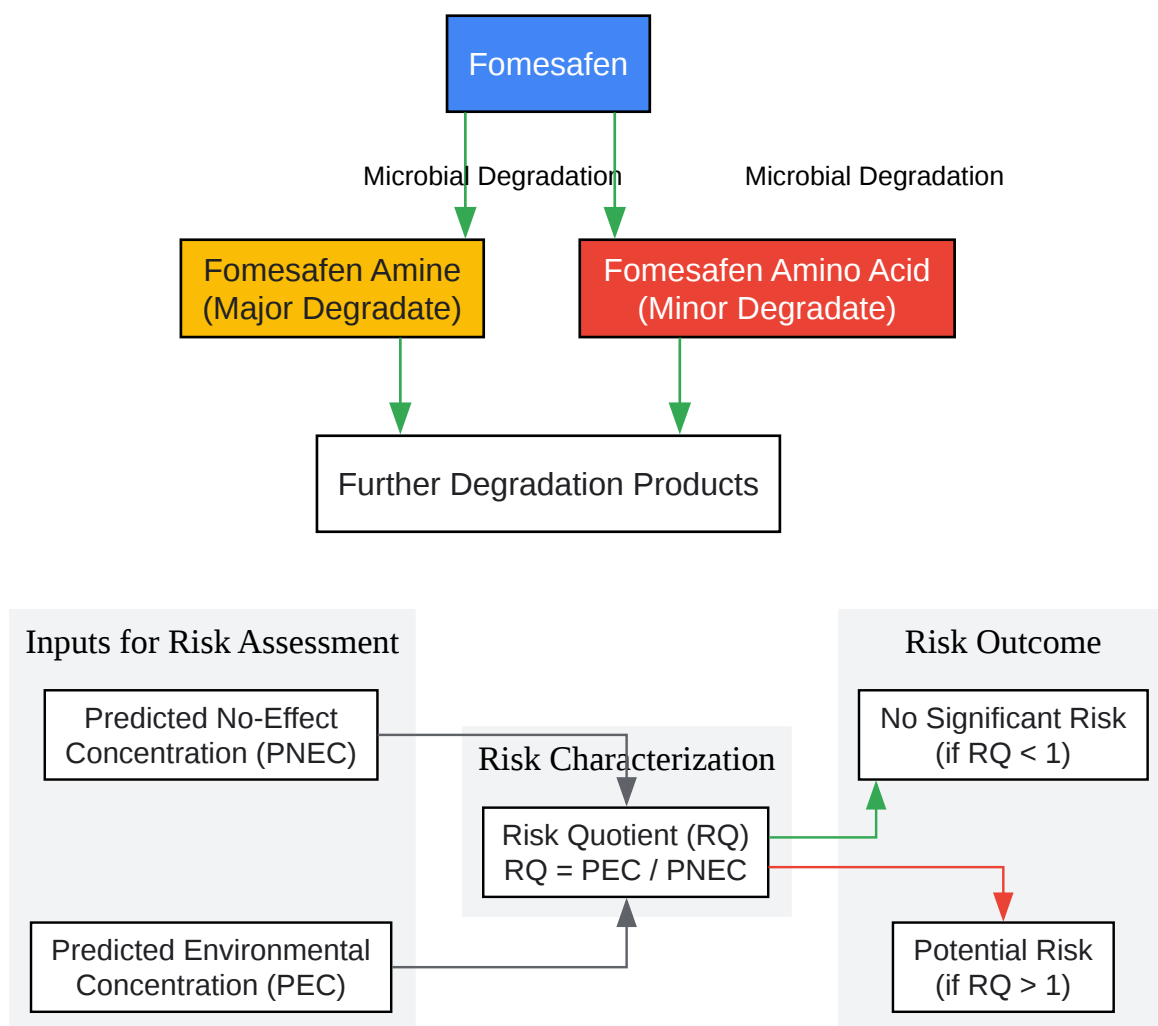 Fomesafen
Microbial Degradation
Microbial Degradation
Fomesafen Amine
(Major Degradate)
Fomesafen Amino Acid
(Minor Degradate)
Further Degradation Products
Inputs for Risk Assessment
Predicted No-Effect
Concentration (PNEC)
Predicted Environmental
Concentration (PEC)
Risk Characterization
Risk Quotient (RQ)
RQ = PEC / PNEC
Risk Outcome
No Significant Risk
(if RQ < 1)
Potential Risk
(if RQ > 1)